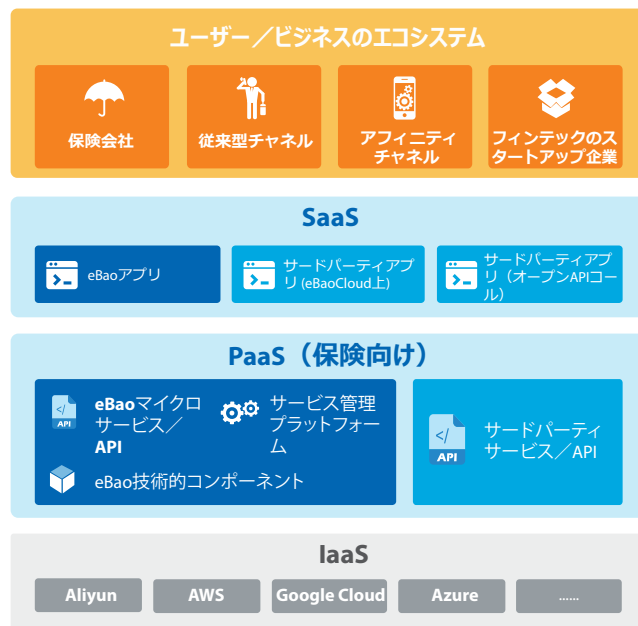 ユーザー／ビジネスのエコシステム
保険会社
従来型チャネル
アフィニティ
チャネル
フィンテックのス
タートアップ企業
SaaS
eBaoアプリ
サードパーティアプ
リ (eBaoCloud上)
サードパーティアプ
リ（オープンAPIコー
ル）
PaaS（保険向け）
</>
API
eBaoマイクロ
サービス／
API
サービス管理
プラットフォー
ム
eBao技術的コンポーネント
</>
API
サードパーティ
サービス／API
IaaS
Aliyun
AWS
Google Cloud
Azure
......